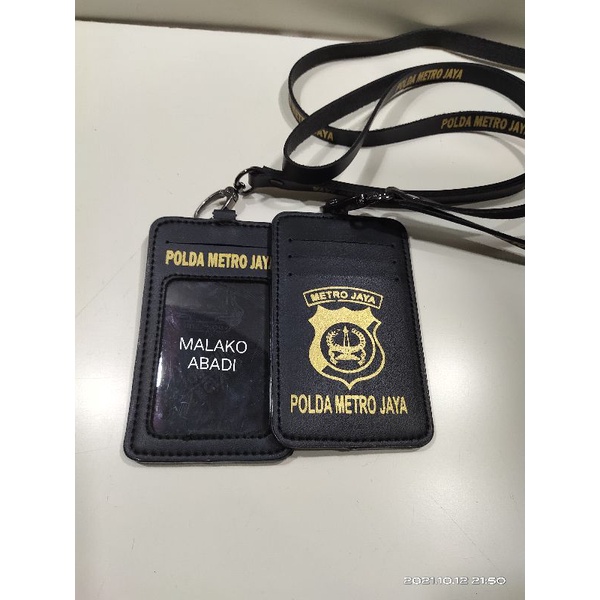 POLDA METRO JAYA
POLDA METRO JAYA
JAYA
POLDA METRO JAYA
MALAKO
ABADI
METRO JAYA
POLDA METRO JAYA
2021.10.12 21:50